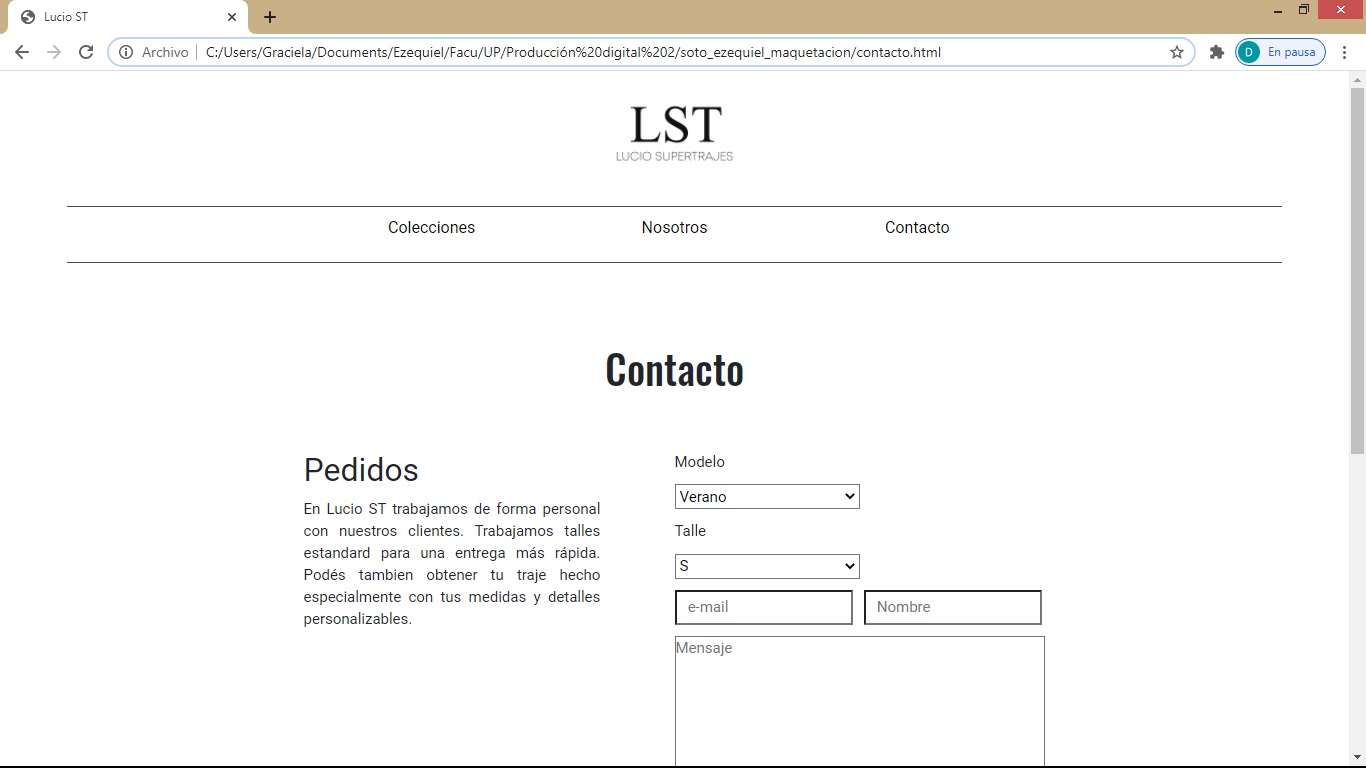 Lucio ST
Archivo C:/Users/Graciela/Documents/Ezequiel/Facu/UP/Producción%20digital%202/soto_ezequiel_maquetacion/contacto.html D En pausa
LST
LUCIO SUPERTRAJES
Colecciones Nosotros Contacto
Contacto
Pedidos
En Lucio ST trabajamos de forma personal
con nuestros clientes. Trabajamos talles
estandard para una entrega más rápida.
Podés tambien obtener tu traje hecho
especialmente con tus medidas y detalles
personalizables.
Modelo
Verano
Talle
S
e-mail Nombre
Mensaje